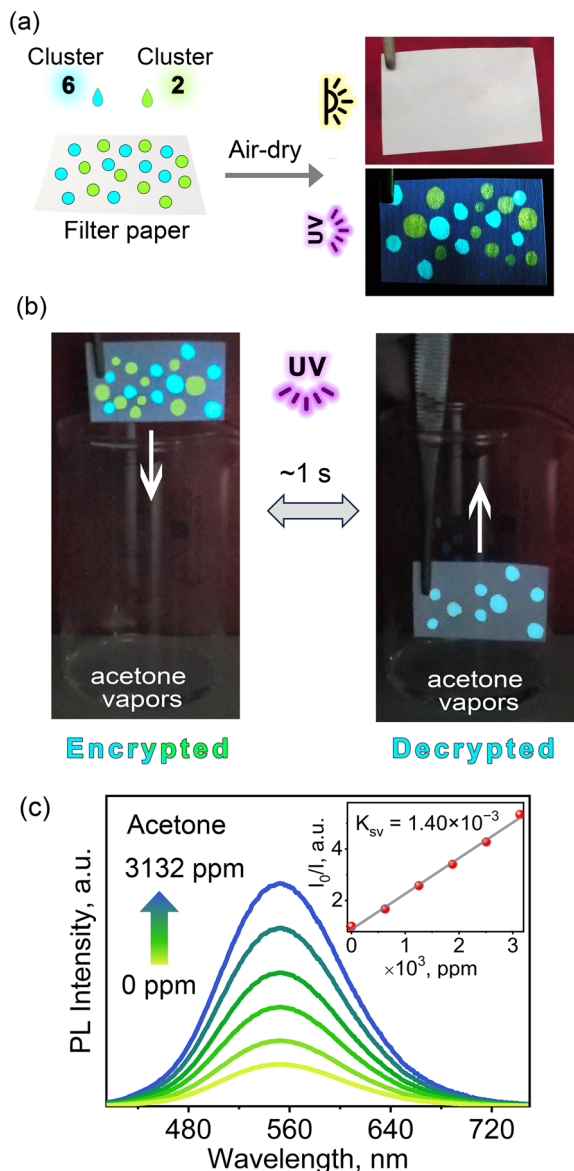 (a)
Cluster
6
Cluster
2
Air-dry
Filter paper
UV
(b)
UV
~1 s
acetone
vapors
acetone
vapors
Encrypted
Decrypted
(c)
Acetone
3132 ppm
0 ppm
PL Intensity, a.u.
480
560
640
720
Wavelength, nm
Ksv = 1.40×10⁻³
I₀/I, a.u.
4
2
0
1
2
3
×10³, ppm